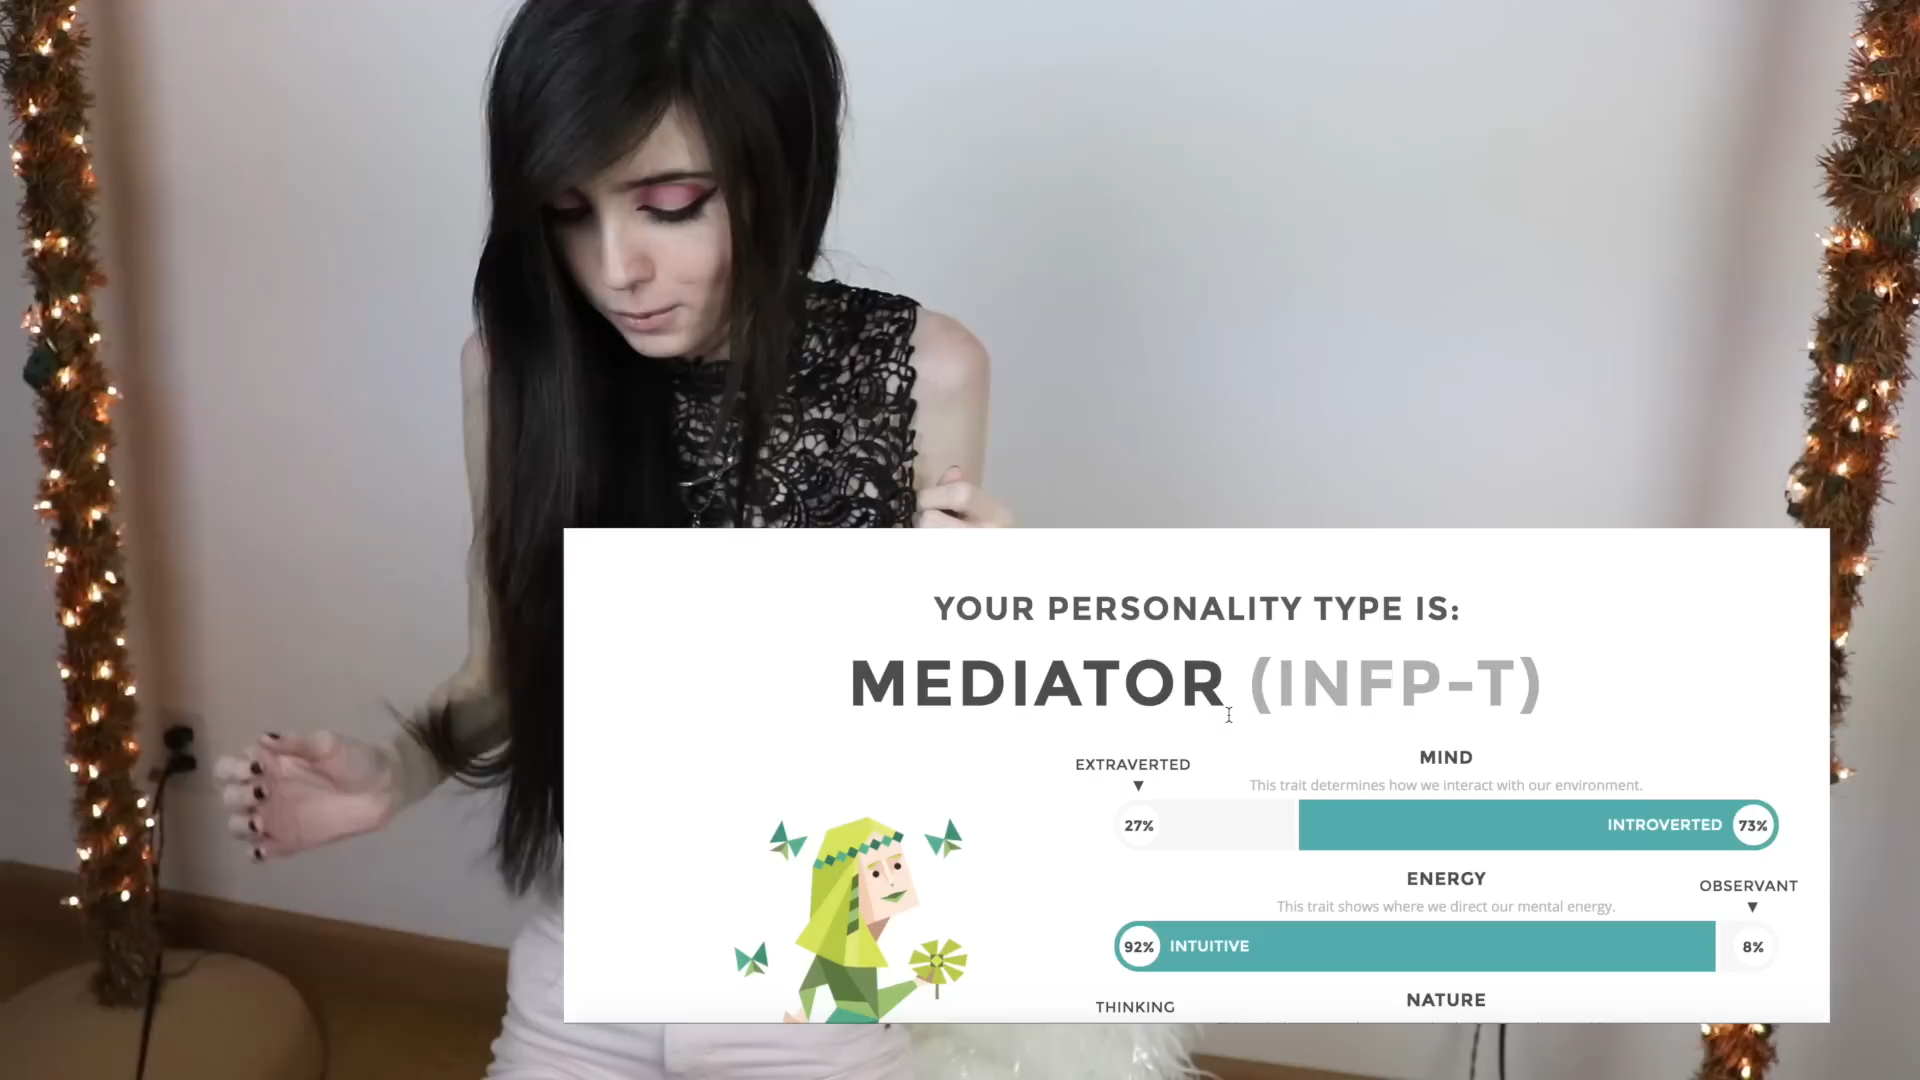 YOUR PERSONALITY TYPE IS:
MEDIATOR (INFP-T)
MIND
EXTRAVERTED
This trait determines how we interact with our environment.
27%
INTROVERTED 73%
ENERGY
OBSERVANT
This trait shows where we direct our mental energy.
92% INTUITIVE
8%
NATURE
THINKING